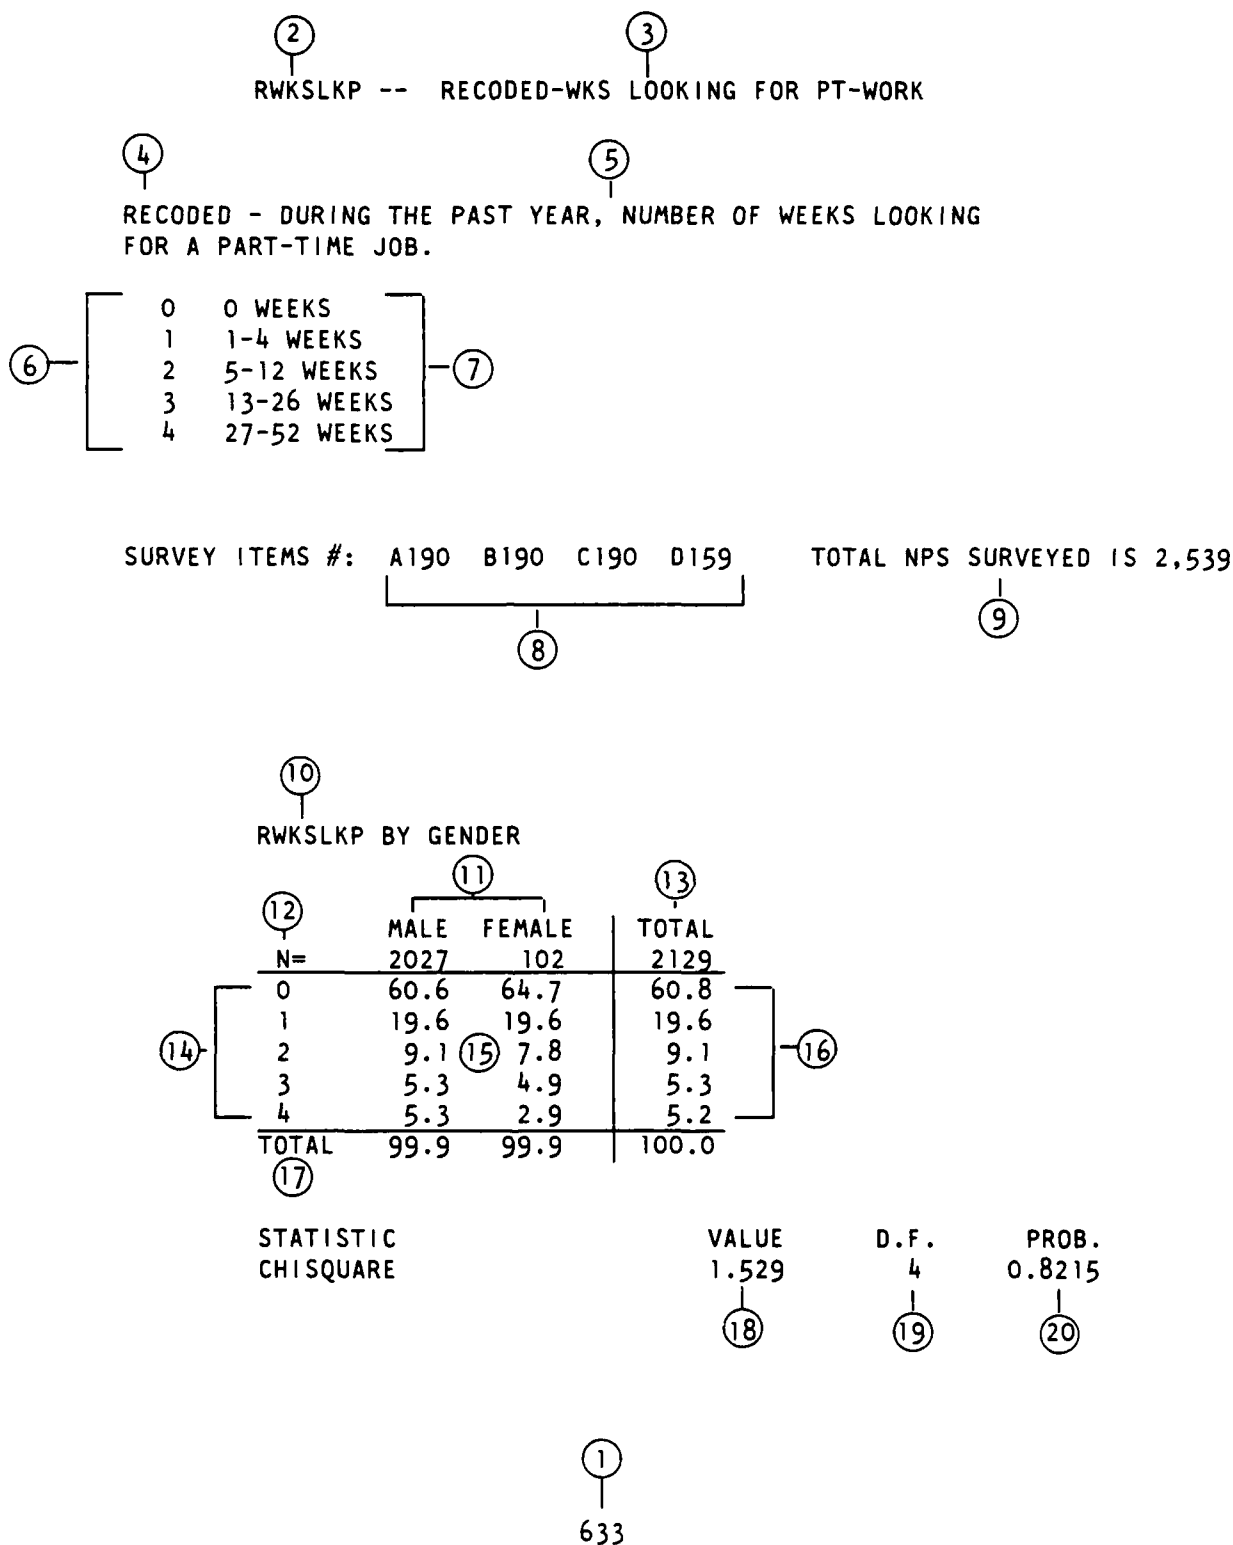 2 3
RWKSLKP -- RECODED-WKS LOOKING FOR PT-WORK
4 5
RECODED - DURING THE PAST YEAR, NUMBER OF WEEKS LOOKING
FOR A PART-TIME JOB.
0 0 WEEKS
1 1-4 WEEKS
6 2 5-12 WEEKS 7
3 13-26 WEEKS
4 27-52 WEEKS
SURVEY ITEMS #: A190 B190 C190 D159 TOTAL NPS SURVEYED IS 2,539
9
8
10
RWKSLKP BY GENDER
11 13
12
MALE FEMALE TOTAL
N= 2027 102 2129
0 60.6 64.7 60.8
1 19.6 19.6 19.6
14 2 9.1 15 7.8 9.1 16
3 5.3 4.9 5.3
4 5.3 2.9 5.2
TOTAL 99.9 99.9 100.0
17
STATISTIC VALUE D.F. PROB.
CHISQUARE 1.529 4 0.8215
18 19 20
1
633